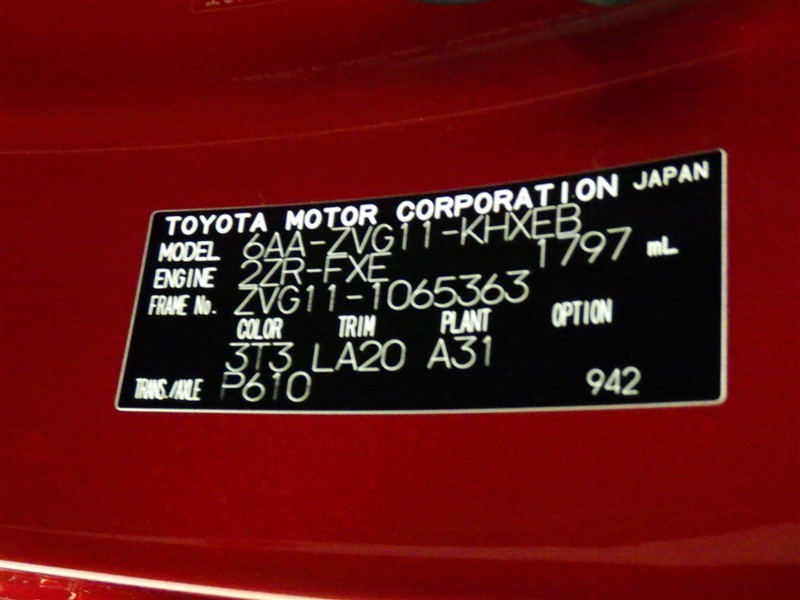 TOYOTA MOTOR CORPORATION JAPAN
MODEL 6AA-ZVG11-KHXEB
ENGINE 2ZR-FXE 1797 mL
FRAME No. ZVG11-1065363
COLOR TRIM PLANT OPTION
3T3 LA20 A31
TRANS./AXLE P610 942